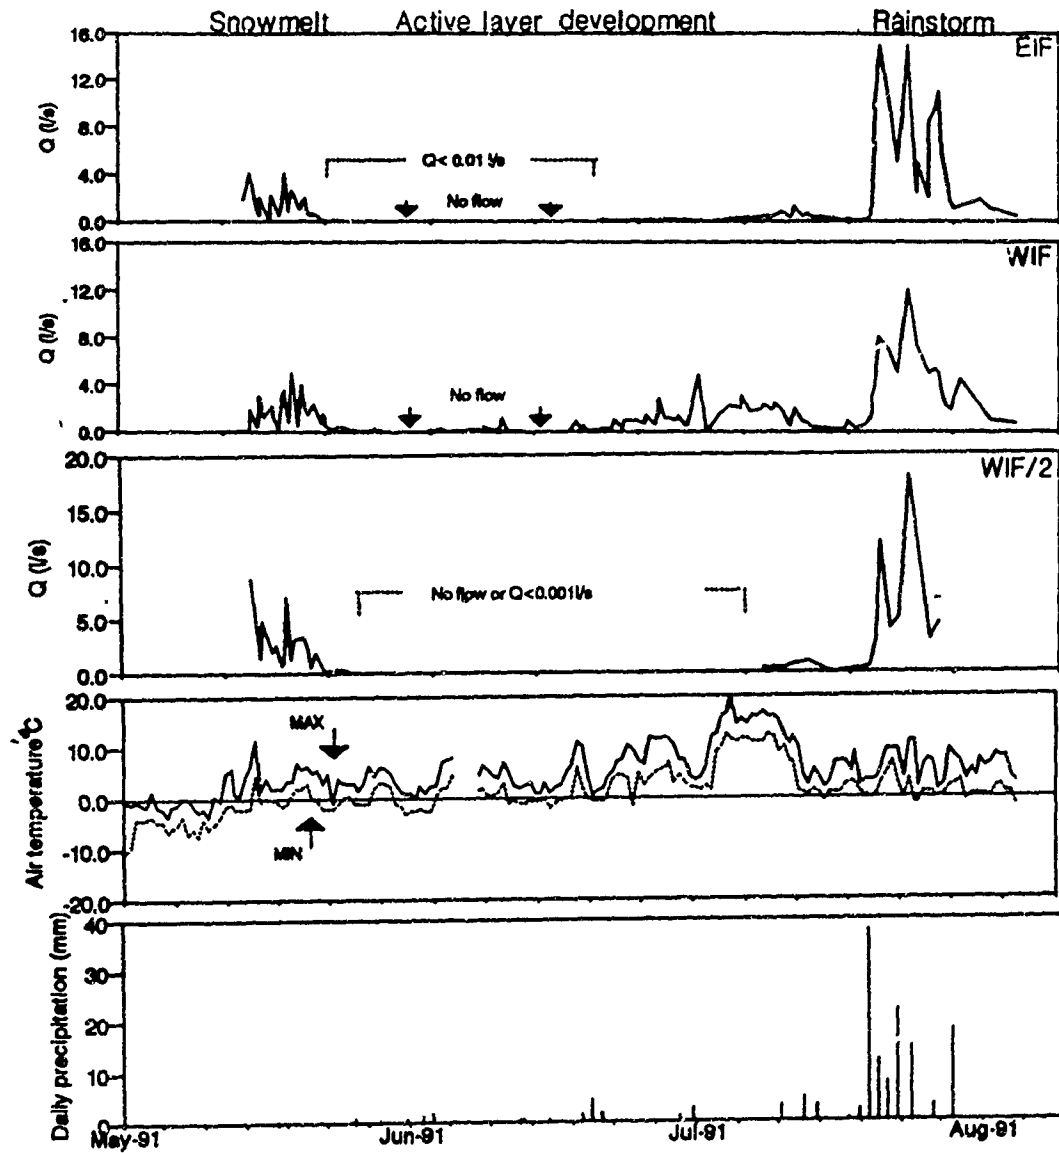 Snowmelt Active layer development Rainstorm
EIF
16.0
12.0
8.0
4.0
0.0
Q (l/s)
Q< 0.01 l/s
No flow
WIF
16.0
12.0
8.0
4.0
0.0
Q (l/s)
No flow
WIF/2
20.0
15.0
10.0
5.0
0.0
Q (l/s)
No flow or Q<0.001l/s
20.0
10.0
0.0
-10.0
-20.0
Air temperature°C
MAX
MIN
40
30
20
10
0
Daily precipitation (mm)
May-91 Jun-91 Jul-91 Aug-91